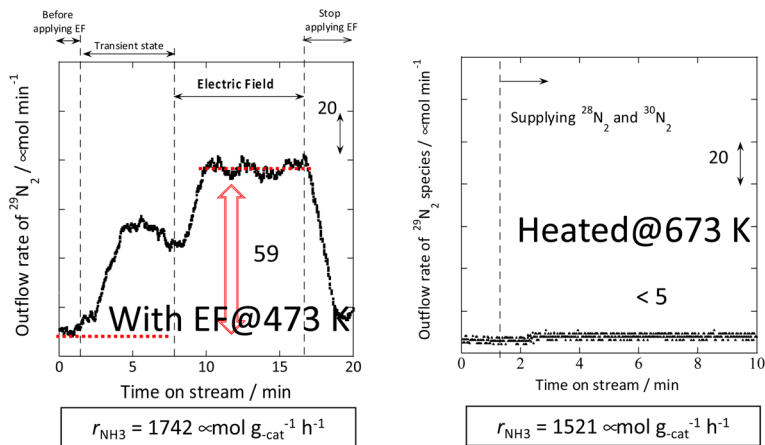 Before
applying EF
Transient state
Stop
applying EF
Electric Field
20
59
With EF@473 K
Outflow rate of ²⁹N₂ / ∝mol min⁻¹
0 5 10 15 20
Time on stream / min
r_NH3 = 1742 ∝mol g₋cat⁻¹ h⁻¹
Supplying ²⁸N₂ and ³⁰N₂
20
Heated@673 K
< 5
Outflow rate of ²⁹N₂ species / ∝mol min⁻¹
0 2 4 6 8 10
Time on stream / min
r_NH3 = 1521 ∝mol g₋cat⁻¹ h⁻¹